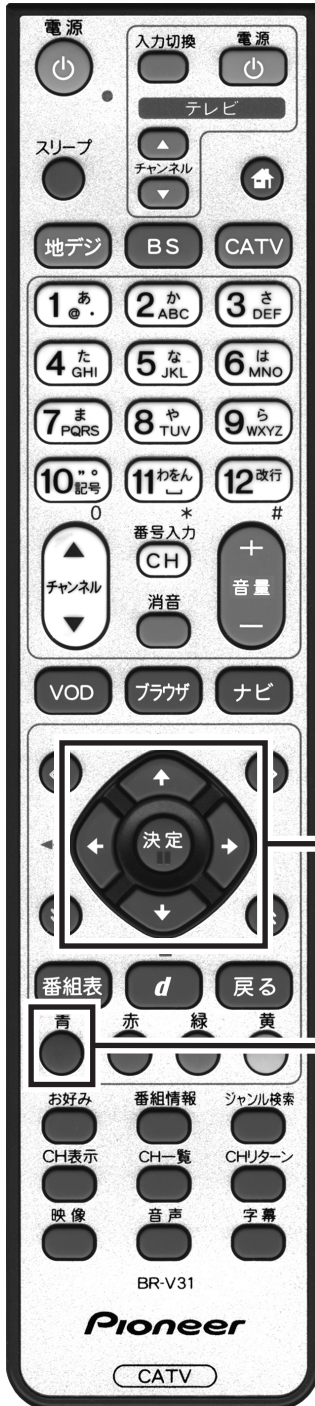 電源
入力切換
電源
テレビ
スリープ
チャンネル
地デジ BS CATV
1 あ @ .
2 か ABC
3 さ DEF
4 た GHI
5 な JKL
6 は MNO
7 ま PQRS
8 や TUV
9 ら WXYZ
10 ゛゜ 記号
11 わをん
12 改行
0 * #
番号入力
チャンネル
CH
+
音量
−
消音
VOD ブラウザ ナビ
決定
番組表 d 戻る
青 赤 緑 黄
お好み 番組情報 ジャンル検索
CH表示 CH一覧 CHリターン
映像 音声 字幕
BR-V31
Pioneer
CATV